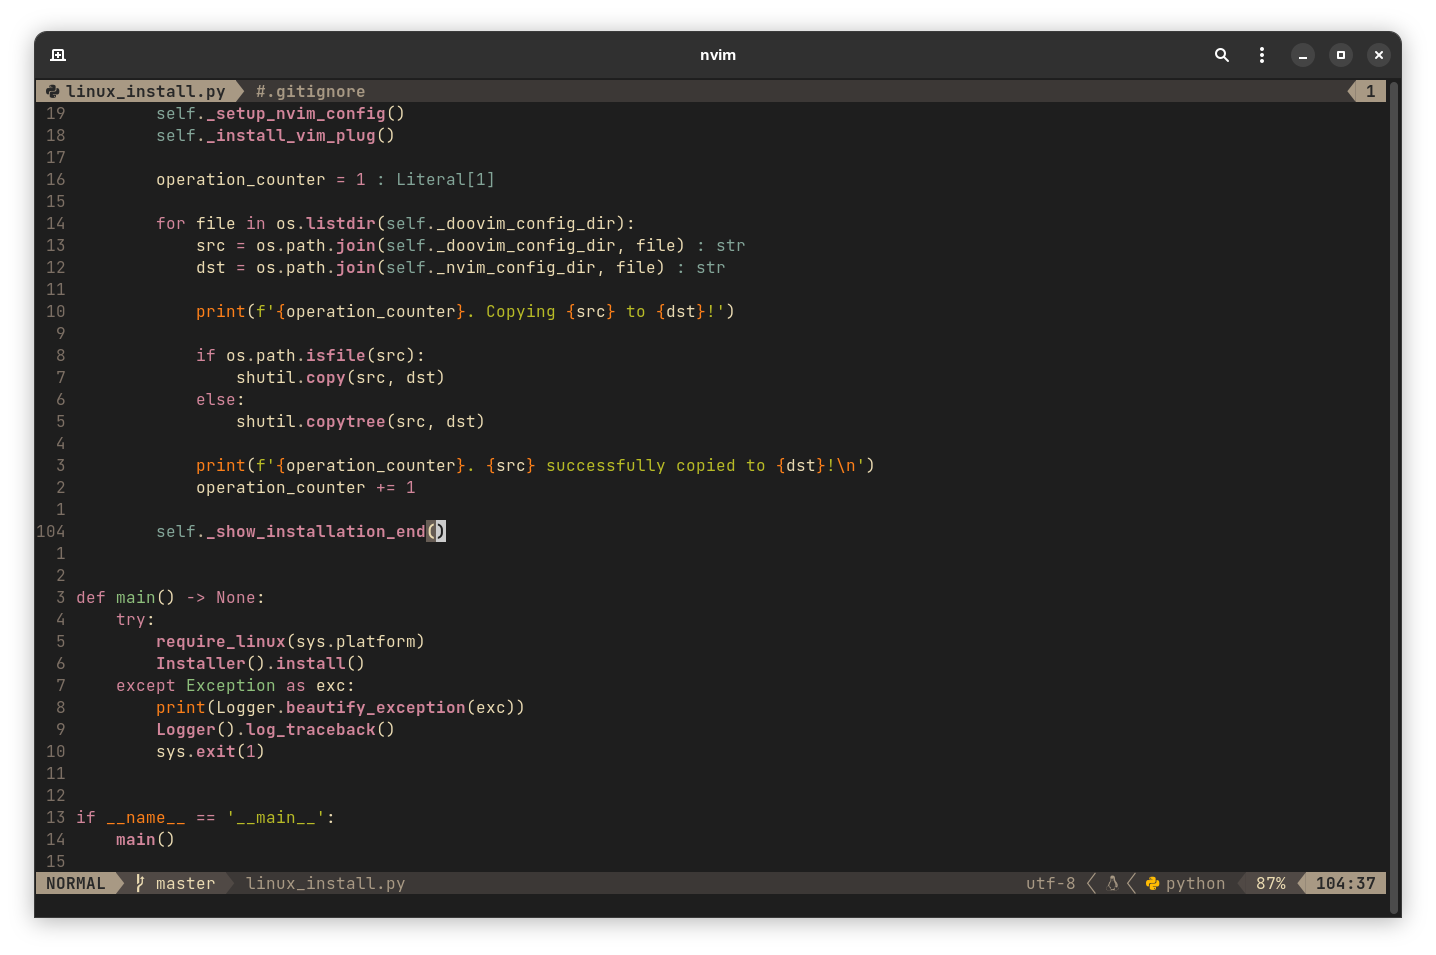 nvim
linux_install.py #.gitignore 1
19         self._setup_nvim_config()
18         self._install_vim_plug()
17
16         operation_counter = 1 : Literal[1]
15
14         for file in os.listdir(self._doovim_config_dir):
13             src = os.path.join(self._doovim_config_dir, file) : str
12             dst = os.path.join(self._nvim_config_dir, file) : str
11
10             print(f'{operation_counter}. Copying {src} to {dst}!')
9
8             if os.path.isfile(src):
7                 shutil.copy(src, dst)
6             else:
5                 shutil.copytree(src, dst)
4
3             print(f'{operation_counter}. {src} successfully copied to {dst}!\n')
2             operation_counter += 1
1
104         self._show_installation_end()
1
2
3 def main() -> None:
4     try:
5         require_linux(sys.platform)
6         Installer().install()
7     except Exception as exc:
8         print(Logger.beautify_exception(exc))
9         Logger().log_traceback()
10         sys.exit(1)
11
12
13 if __name__ == '__main__':
14     main()
15
NORMAL master linux_install.py utf-8 python 87% 104:37